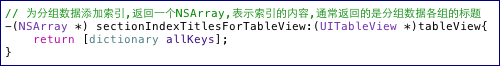 // 为分组数据添加索引,返回一个NSArray,表示索引的内容,通常返回的是分组数据各组的标题
-(NSArray *) sectionIndexTitlesForTableView:(UITableView *)tableView{
    return [dictionary allKeys];
}